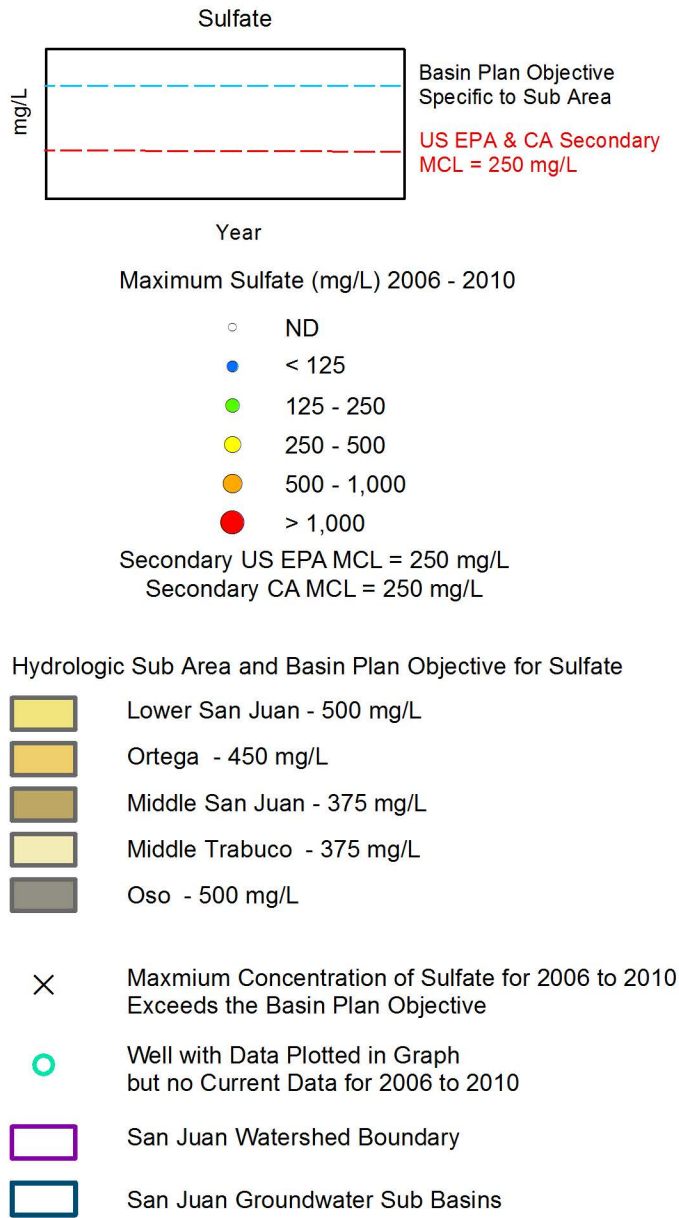 Sulfate
mg/L
Basin Plan Objective
Specific to Sub Area
US EPA & CA Secondary
MCL = 250 mg/L
Year
Maximum Sulfate (mg/L) 2006 - 2010
ND
< 125
125 - 250
250 - 500
500 - 1,000
> 1,000
Secondary US EPA MCL = 250 mg/L
Secondary CA MCL = 250 mg/L
Hydrologic Sub Area and Basin Plan Objective for Sulfate
Lower San Juan - 500 mg/L
Ortega - 450 mg/L
Middle San Juan - 375 mg/L
Middle Trabuco - 375 mg/L
Oso - 500 mg/L
Maxmium Concentration of Sulfate for 2006 to 2010
Exceeds the Basin Plan Objective
Well with Data Plotted in Graph
but no Current Data for 2006 to 2010
San Juan Watershed Boundary
San Juan Groundwater Sub Basins